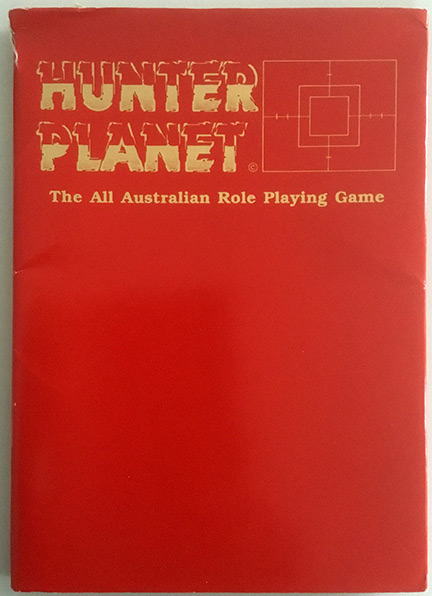 HUNTER
PLANET ©
The All Australian Role Playing Game